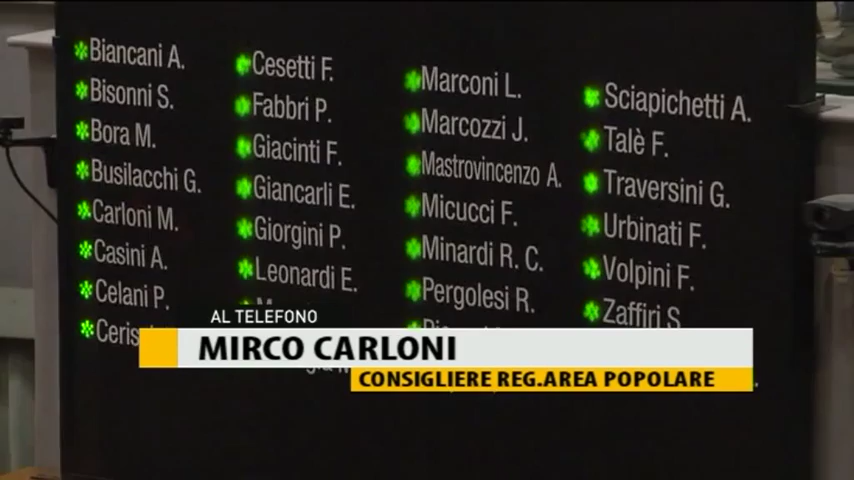 Biancani A.
Bisonni S.
Bora M.
Busilacchi G.
Carloni M.
Casini A.
Celani P.
Cesetti F.
Fabbri P.
Giacinti F.
Giancarli E.
Giorgini P.
Leonardi E.
Marconi L.
Marcozzi J.
Mastrovincenzo A.
Micucci F.
Minardi R. C.
Pergolesi R.
Sciapichetti A.
Talè F.
Traversini G.
Urbinati F.
Volpini F.
Zaffiri S
AL TELEFONO
MIRCO CARLONI
CONSIGLIERE REG.AREA POPOLARE